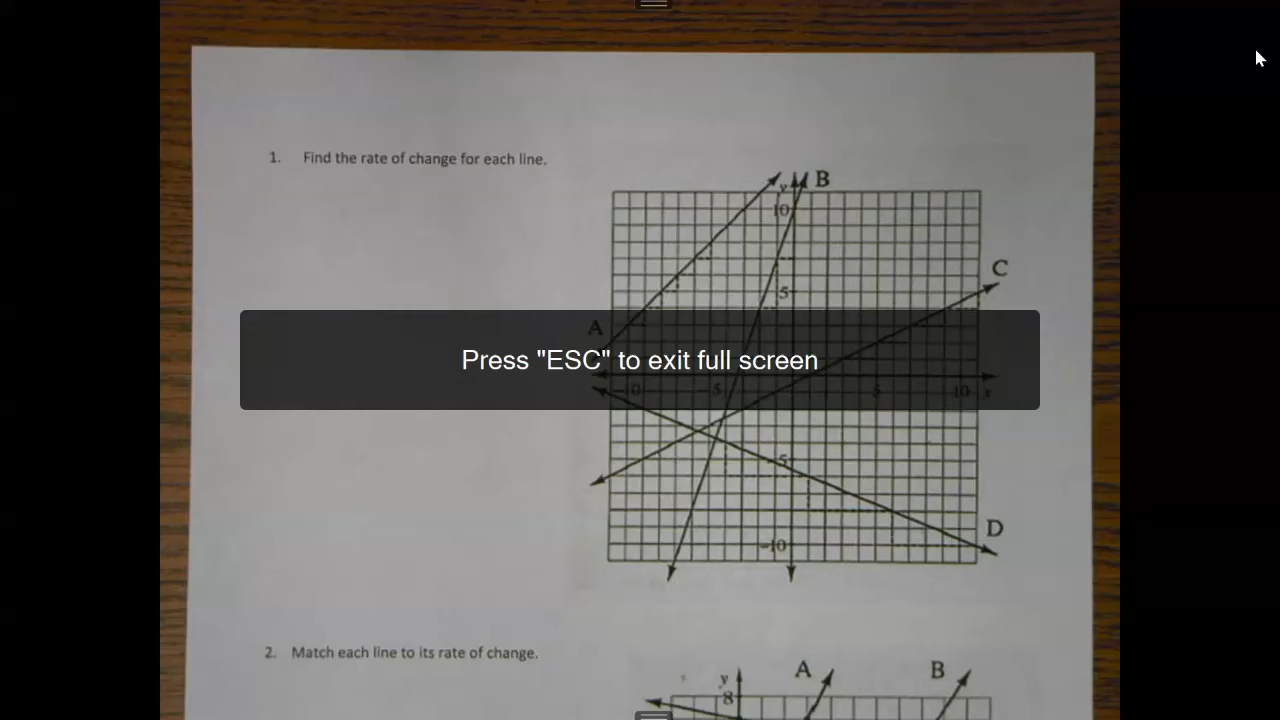 1. Find the rate of change for each line.
B
y
10
C
5
A
Press "ESC" to exit full screen
-10 -5 5 10 x
-5
D
-10
2. Match each line to its rate of change.
A B
y
8